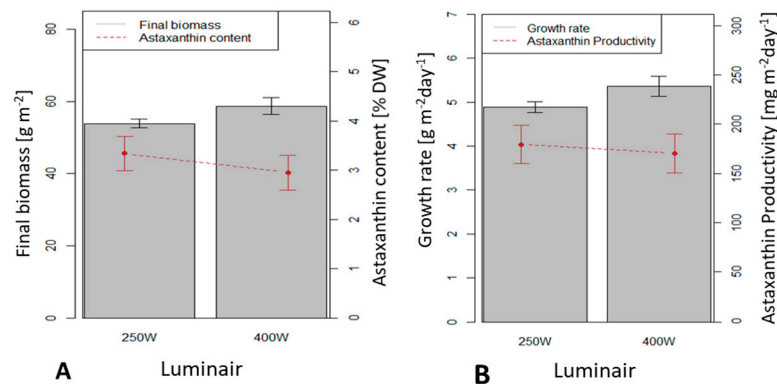 Final biomass
Astaxanthin content
Final biomass [g m-2]
0 20 40 60 80
Astaxanthin content [% DW]
0 1 2 3 4 5 6
250W 400W
A Luminair
Growth rate
Astaxanthin Productivity
Growth rate [g m-2day-1]
0 1 2 3 4 5 6 7
Astaxanthin Productivity [mg m-2day-1]
0 50 100 150 200 250 300
250W 400W
B Luminair